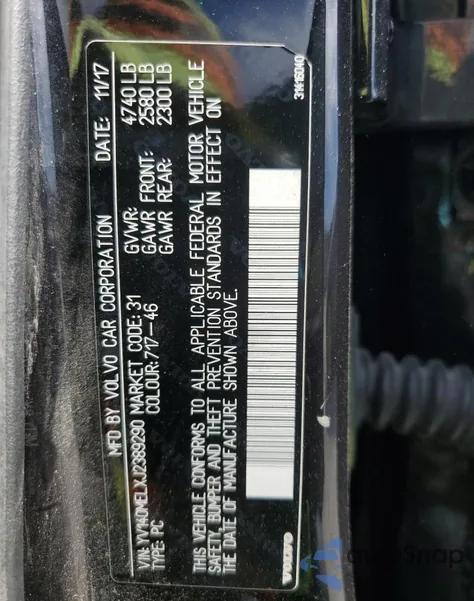 MFD BY VOLVO CAR CORPORATION DATE: 11/17
VIN: YV140MELXJ2389290 MARKET CODE: 31 GVWR: 4740 LB
TYPE: PC COLOUR: 717-46 GAWR FRONT: 2580 LB
GAWR REAR: 2300 LB
THIS VEHICLE CONFORMS TO ALL APPLICABLE FEDERAL MOTOR VEHICLE
SAFETY, BUMPER AND THEFT PREVENTION STANDARDS IN EFFECT ON
THE DATE OF MANUFACTURE SHOWN ABOVE.
VOLVO
31416040
autoSnap